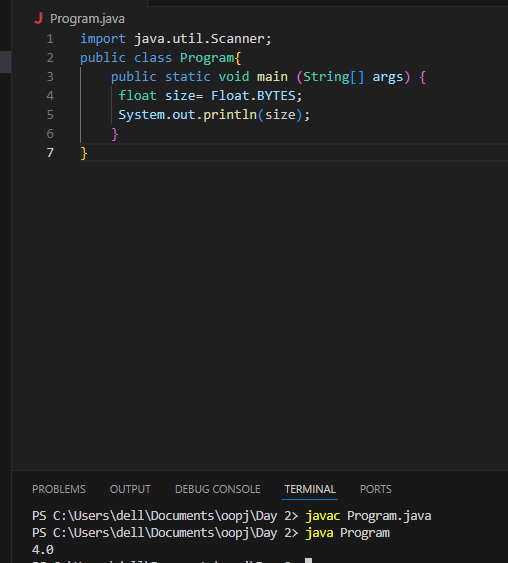 J Program.java
1 import java.util.Scanner;
2 public class Program{
3 public static void main (String[] args) {
4 float size= Float.BYTES;
5 System.out.println(size);
6 }
7 }
PROBLEMS OUTPUT DEBUG CONSOLE TERMINAL PORTS
PS C:\Users\dell\Documents\oopj\Day 2> javac Program.java
PS C:\Users\dell\Documents\oopj\Day 2> java Program
4.0